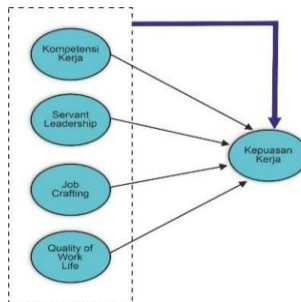 Kompetensi
Kerja
Servant
Leadership
Job
Crafting
Quality of
Work
Life
Kepuasan
Kerja